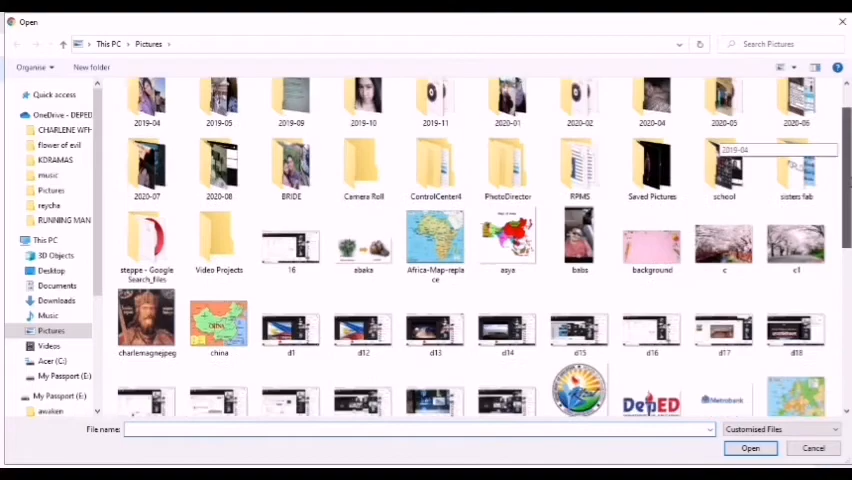 Open
This PC > Pictures >
Search Pictures
Organise
New folder
Quick access
OneDrive - DEPED
CHARLENE WFH
flower of evil
KDRAMAS
music
Pictures
reycha
RUNNING MAN
This PC
3D Objects
Desktop
Documents
Downloads
Music
Pictures
Videos
Acer (C:)
My Passport (E:)
My Passport (E:)
awaken
2019-04
2019-05
2019-09
2019-10
2019-11
2020-01
2020-02
2020-04
2020-05
2020-06
2019-04
2020-07
2020-08
BRIDE
Camera Roll
ControlCenter4
PhotoDirector
RPMS
Saved Pictures
school
sisters fab
steppe - Google
Search_files
Video Projects
16
abaka
Africa-Map-repla
ce
asya
babs
background
c
c1
charlemagnejpeg
china
d1
d12
d13
d14
d15
d16
d17
d18
CHINA
DepED
Metrobank
File name:
Customised Files
Open
Cancel